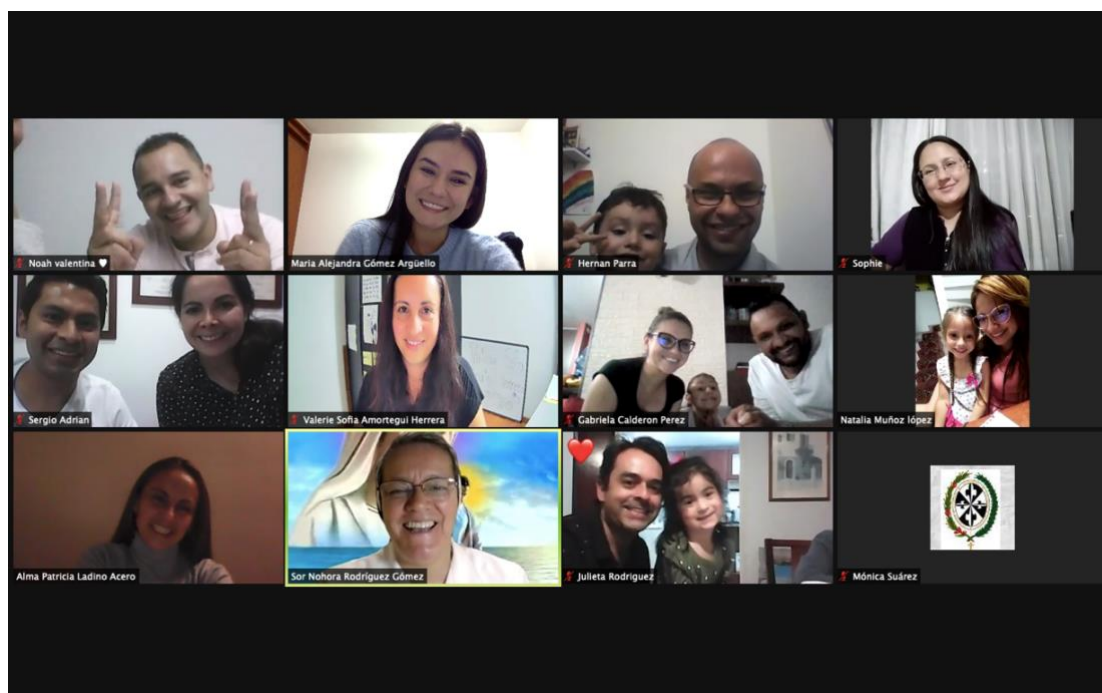 Noah valentina 🤍
Maria Alejandra Gómez Argüello
Hernan Parra
Sophie
Sergio Adrian
Valerie Sofia Amortegui Herrera
Gabriela Calderon Perez
Natalia Muñoz lópez
Alma Patricia Ladino Acero
Sor Nohora Rodríguez Gómez
Julieta Rodriguez
Mónica Suárez